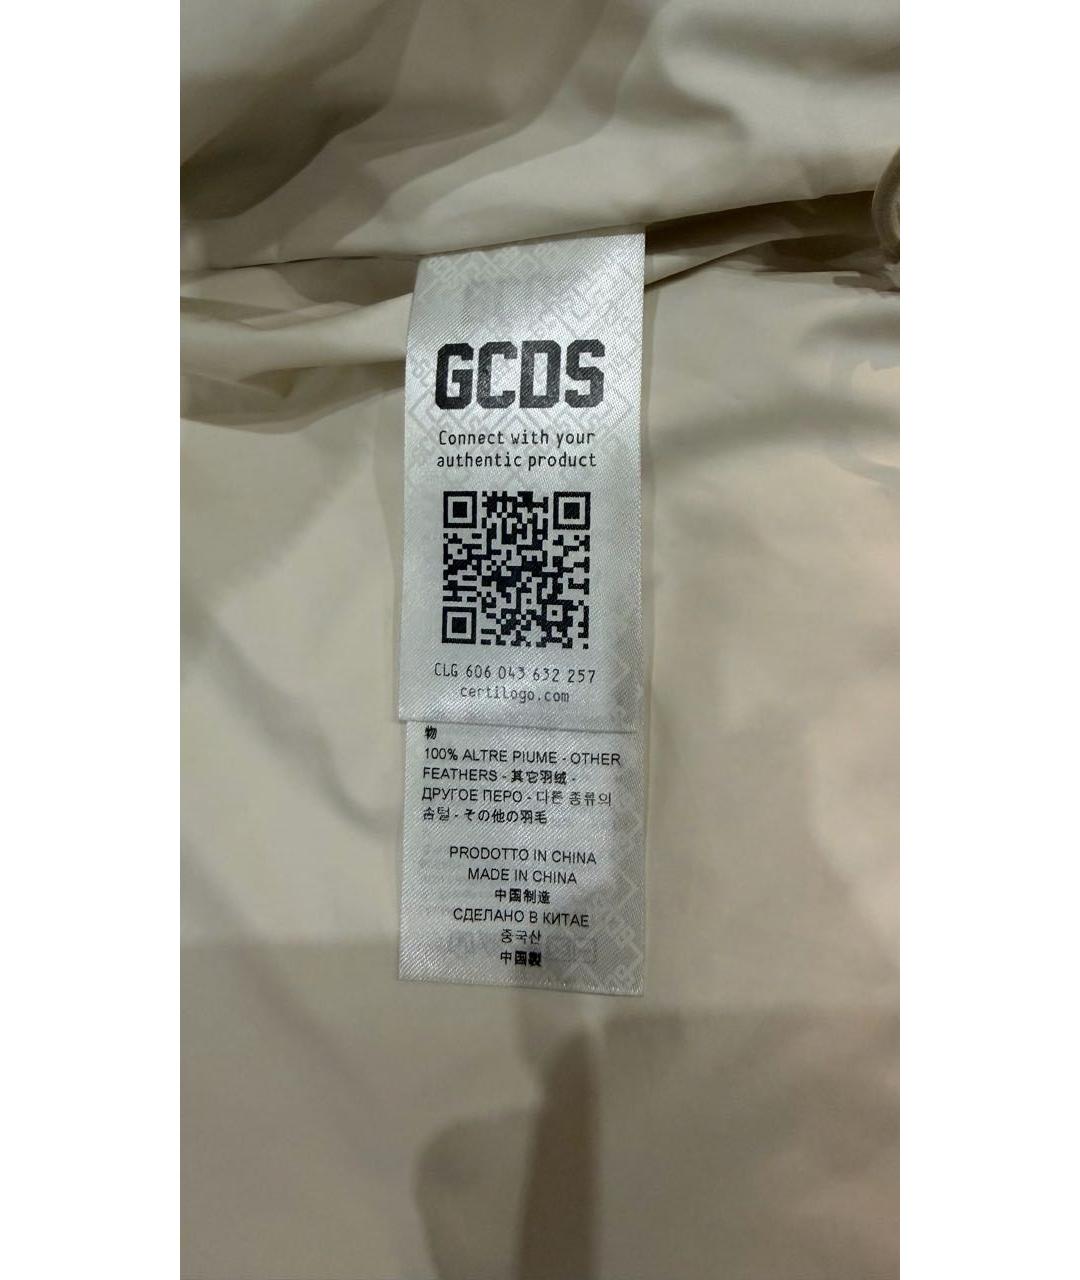 GCDS
Connect with your
authentic product
CLG 606 043 632 257
certilogo.com
物
100% ALTRE PIUME - OTHER
FEATHERS - 其它羽绒 -
ДРУГОЕ ПЕРО - 다른 종류의
솜털 - その他の羽毛
PRODOTTO IN CHINA
MADE IN CHINA
中国制造
СДЕЛАНО В КИТАЕ
중국산
中国製